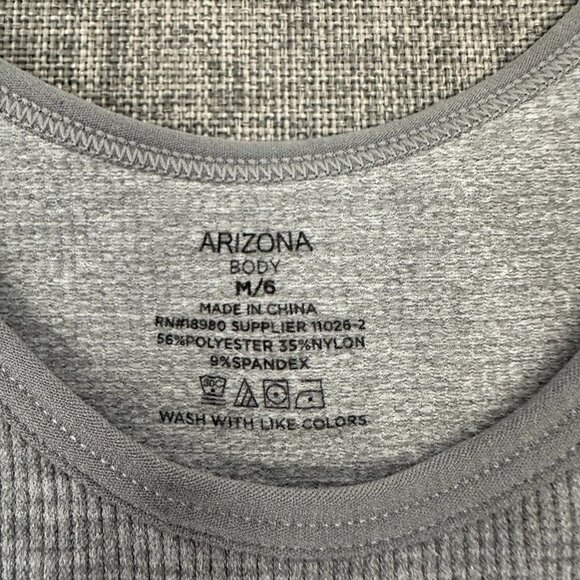 ARIZONA
BODY
M/6
MADE IN CHINA
RN#18980 SUPPLIER 11026-2
56%POLYESTER 35%NYLON
9%SPANDEX
30°
WASH WITH LIKE COLORS